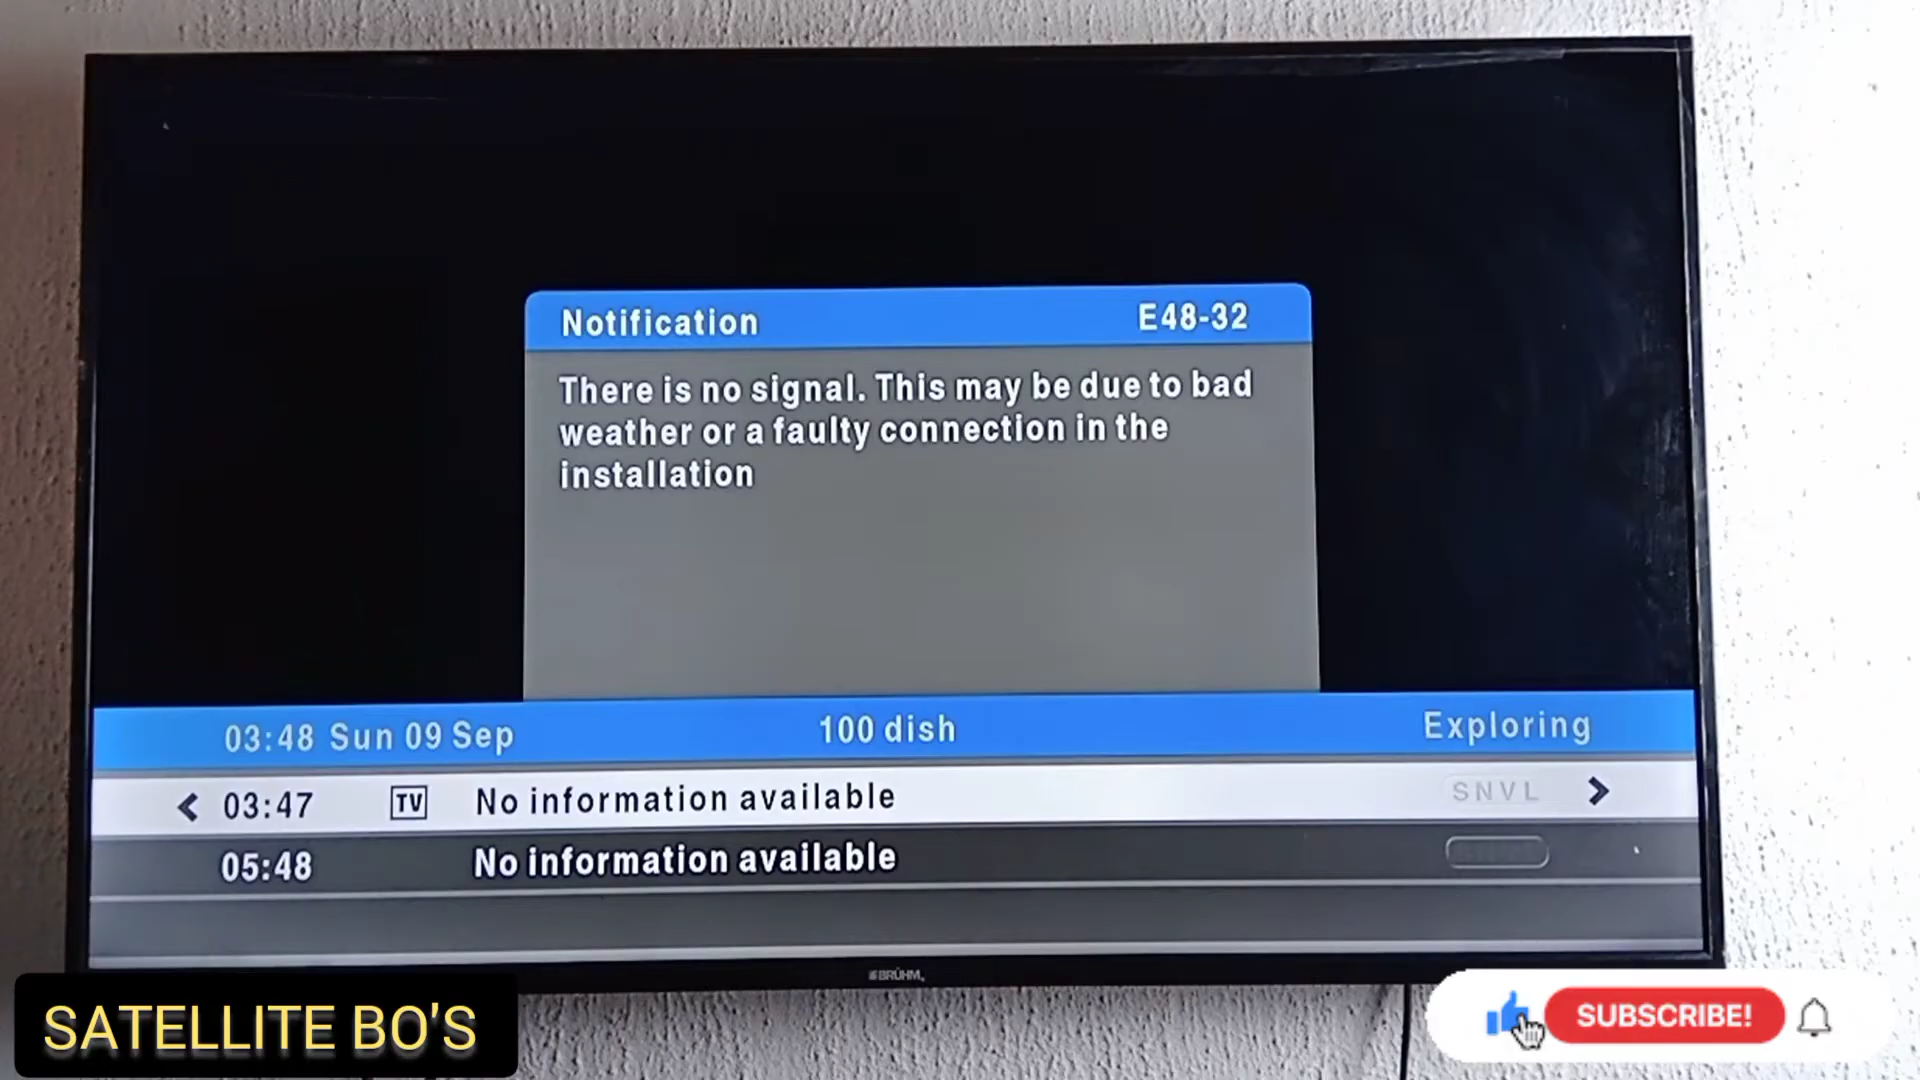 Notification E48-32
There is no signal. This may be due to bad
weather or a faulty connection in the
installation
03:48 Sun 09 Sep 100 dish Exploring
03:47 TV No information available SNVL
05:48 No information available
BRÜHM
SATELLITE BO'S
SUBSCRIBE!